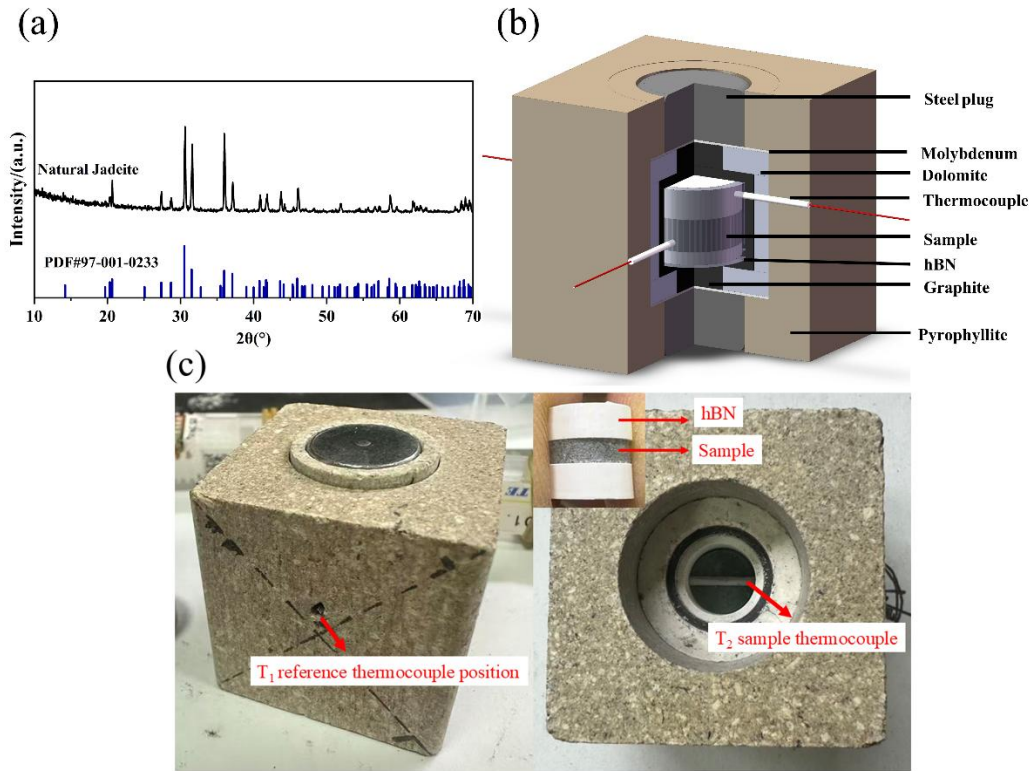 (a)
Intensity/(a.u.)
Natural Jadeite
PDF#97-001-0233
10 20 30 40 50 60 70
2θ(°)
(b)
Steel plug
Molybdenum
Dolomite
Thermocouple
Sample
hBN
Graphite
Pyrophyllite
(c)
T1 reference thermocouple position
hBN
Sample
T2 sample thermocouple